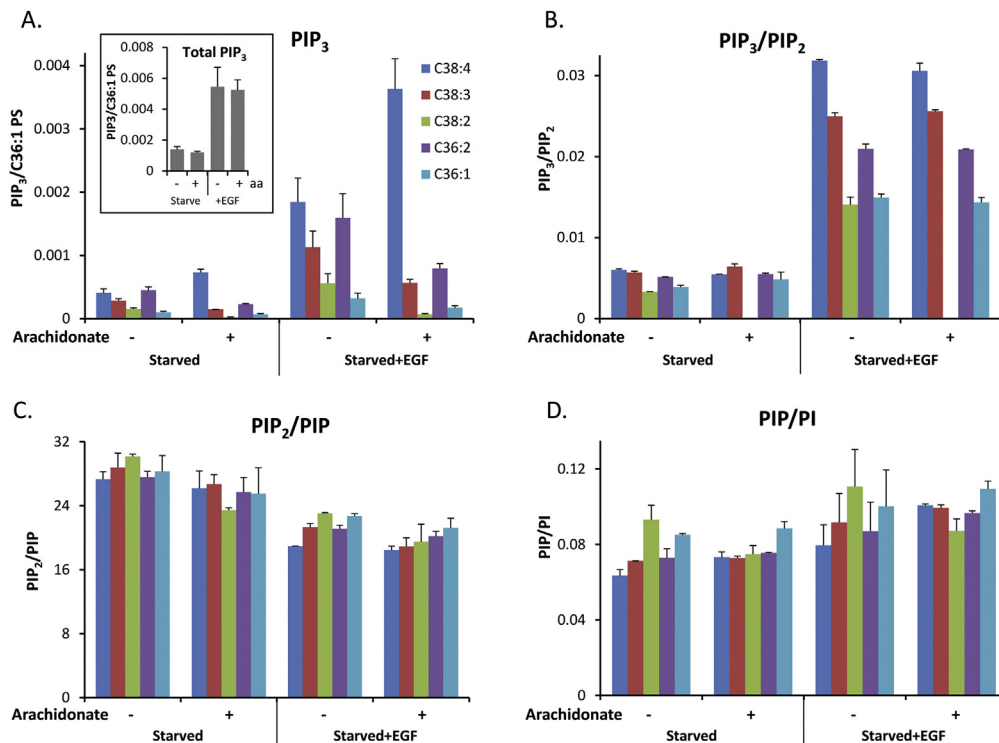 A.
PIP3
PIP3/C36:1 PS
0.004
0.003
0.002
0.001
0
Total PIP3
PIP3/C36:1 PS
0.008
0.006
0.004
0.002
0
- + - + aa
Starve +EGF
C38:4
C38:3
C38:2
C36:2
C36:1
Arachidonate - + - +
Starved Starved+EGF
B.
PIP3/PIP2
PIP3/PIP2
0.03
0.02
0.01
0
Arachidonate - + - +
Starved Starved+EGF
C.
PIP2/PIP
PIP2/PIP
32
24
16
8
0
Arachidonate - + - +
Starved Starved+EGF
D.
PIP/PI
PIP/PI
0.12
0.08
0.04
0
Arachidonate - + - +
Starved Starved+EGF